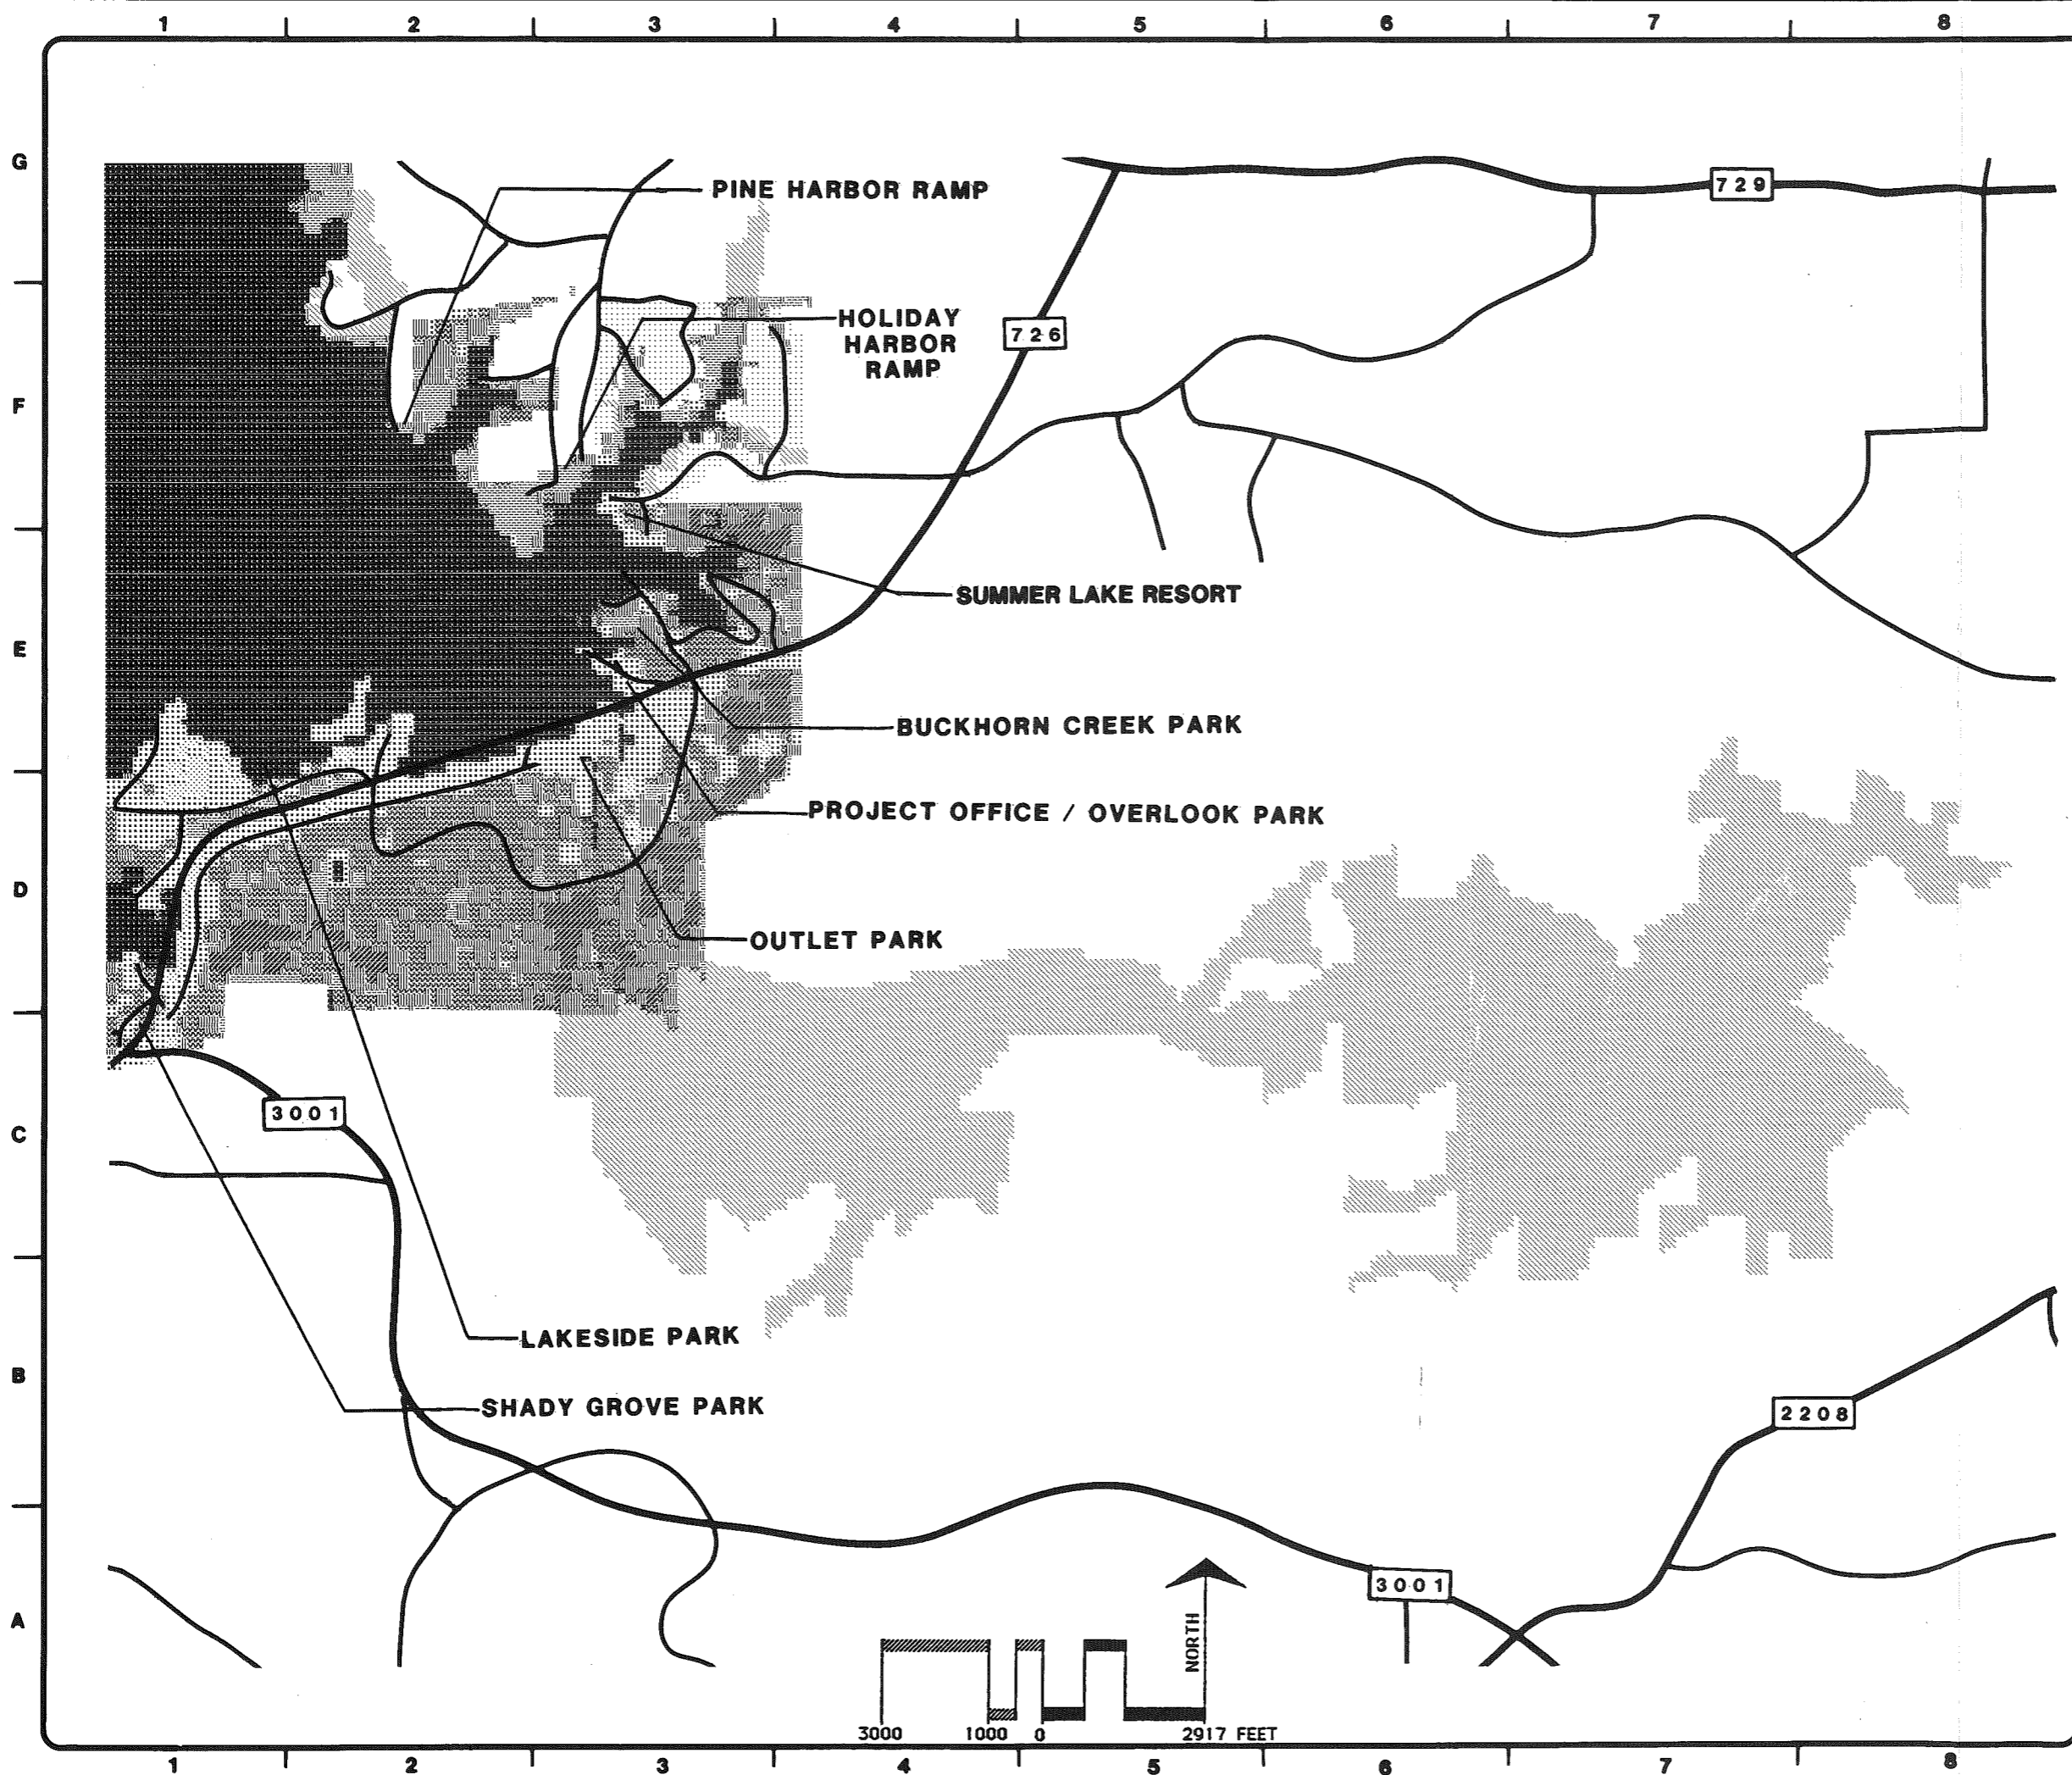 1 2 3 4 5 6 7 8
G
PINE HARBOR RAMP
729
HOLIDAY
HARBOR
RAMP
726
F
SUMMER LAKE RESORT
E
BUCKHORN CREEK PARK
PROJECT OFFICE / OVERLOOK PARK
D
OUTLET PARK
3001
C
LAKESIDE PARK
B
SHADY GROVE PARK
2208
3001
A
NORTH
3000 1000 0 2917 FEET
1 2 3 4 5 6 7 8